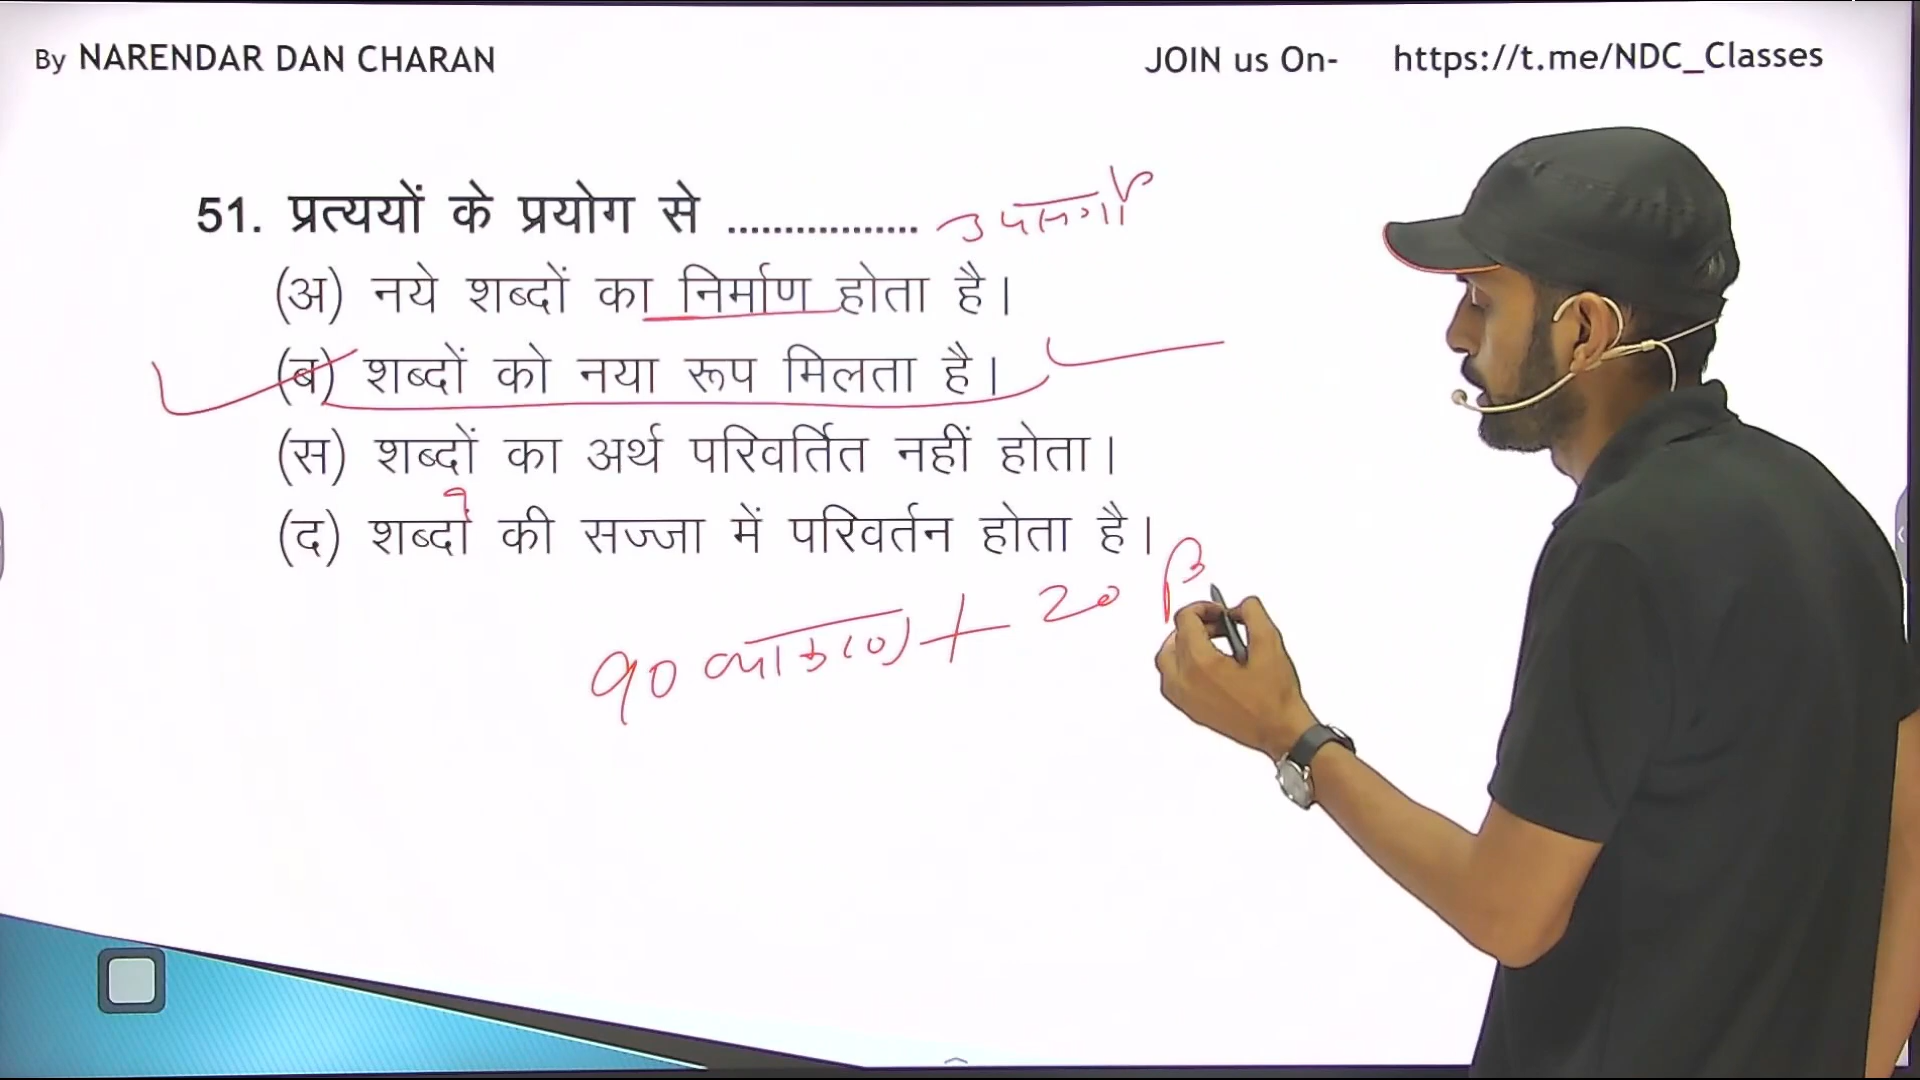 By NARENDAR DAN CHARAN
JOIN us On- https://t.me/NDC_Classes
51. प्रत्ययों के प्रयोग से ................. उपसर्गों
(अ) नये शब्दों का निर्माण होता है।
(ब) शब्दों को नया रूप मिलता है।
(स) शब्दों का अर्थ परिवर्तित नहीं होता।
(द) शब्दों की सज्जा में परिवर्तन होता है।
90 व्याकरण + 20